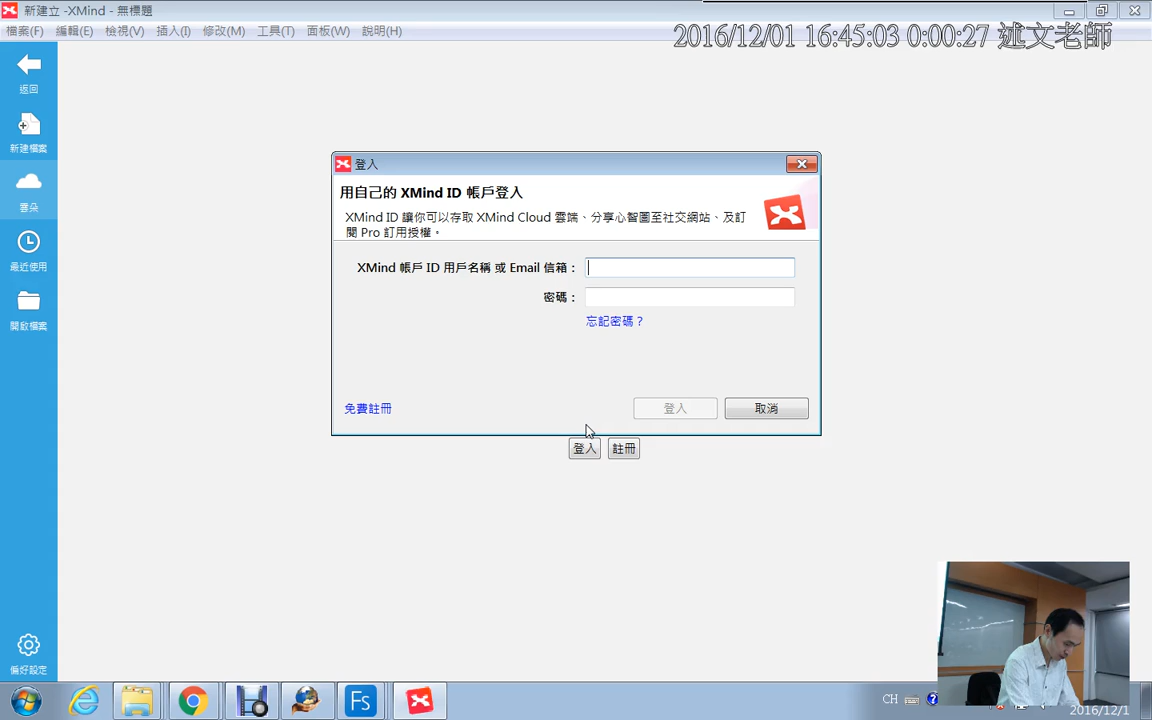 新建立 -XMind - 無標題
檔案(F) 編輯(E) 檢視(V) 插入(I) 修改(M) 工具(T) 面板(W) 說明(H)
2016/12/01 16:45:03 0:00:27 述文老師
返回
新建檔案
雲朵
最近使用
開啟檔案
偏好設定
登入
用自己的 XMind ID 帳戶登入
XMind ID 讓你可以存取 XMind Cloud 雲端、分享心智圖至社交網站、及訂
閱 Pro 訂用授權。
XMind 帳戶 ID 用戶名稱 或 Email 信箱：
密碼：
忘記密碼？
免費註冊
登入
取消
登入
註冊
Fs
CH
2016/12/1